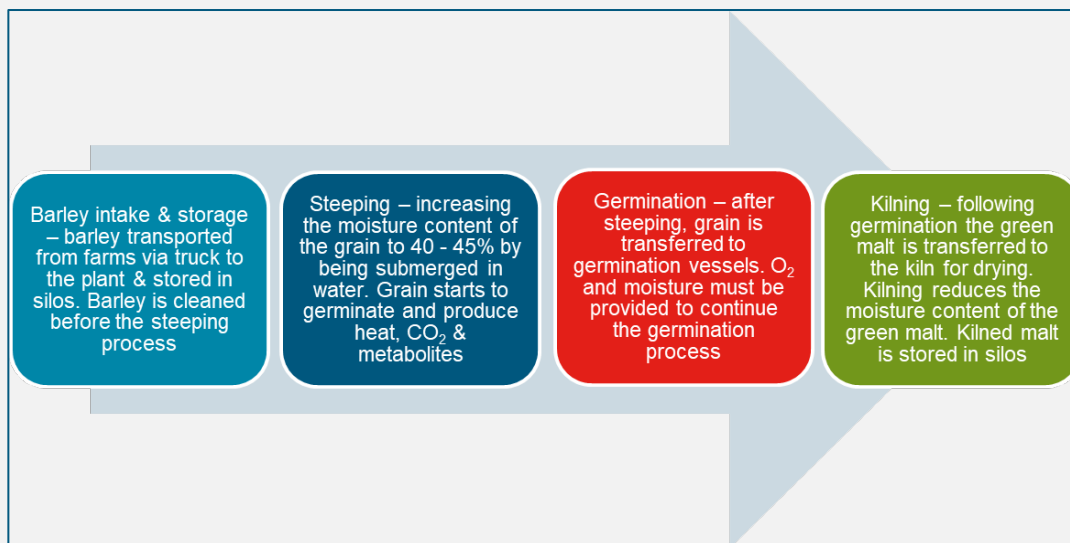 Barley intake & storage
– barley transported
from farms via truck to
the plant & stored in
silos. Barley is cleaned
before the steeping
process
Steeping – increasing
the moisture content of
the grain to 40 - 45% by
being submerged in
water. Grain starts to
germinate and produce
heat, CO₂ &
metabolites
Germination – after
steeping, grain is
transferred to
germination vessels. O₂
and moisture must be
provided to continue
the germination
process
Kilning – following
germination the green
malt is transferred to
the kiln for drying.
Kilning reduces the
moisture content of the
green malt. Kilned malt
is stored in silos